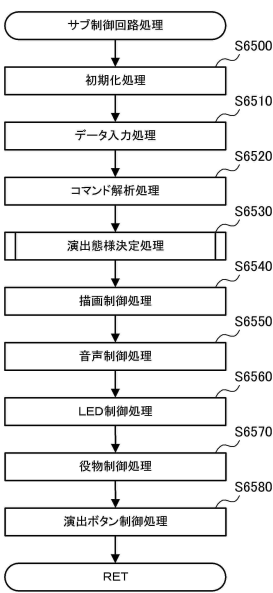 サブ制御回路処理
S6500
初期化処理
S6510
データ入力処理
S6520
コマンド解析処理
S6530
演出態様決定処理
S6540
描画制御処理
S6550
音声制御処理
S6560
LED制御処理
S6570
役物制御処理
S6580
演出ボタン制御処理
RET